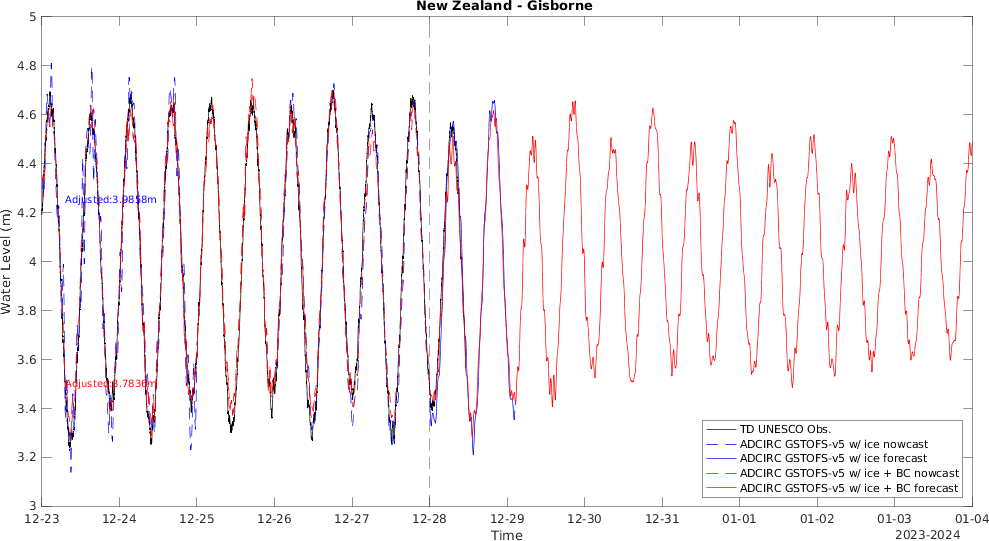 New Zealand - Gisborne
5
4.8
4.6
4.4
4.2
4
3.8
3.6
3.4
3.2
3
Water Level (m)
Adjusted:3.9858m
Adjusted:3.7836m
TD UNESCO Obs.
ADCIRC GSTOFS-v5 w/ ice nowcast
ADCIRC GSTOFS-v5 w/ ice forecast
ADCIRC GSTOFS-v5 w/ ice + BC nowcast
ADCIRC GSTOFS-v5 w/ ice + BC forecast
12-23 12-24 12-25 12-26 12-27 12-28 12-29 12-30 12-31 01-01 01-02 01-03 01-04
Time
2023-2024